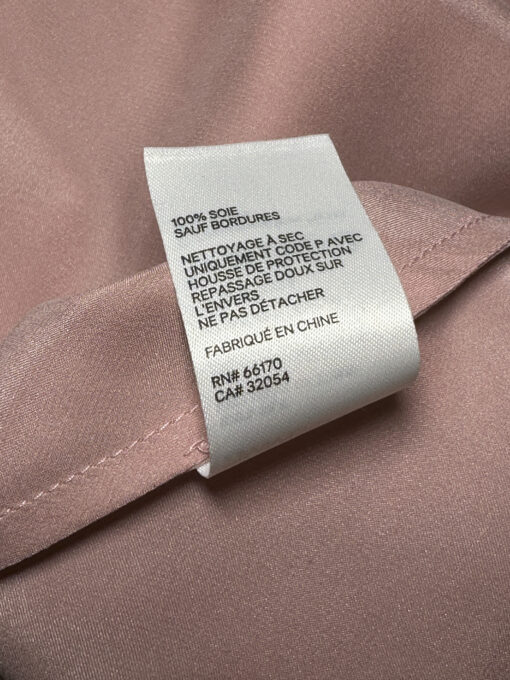 100% SOIE
SAUF BORDURES
NETTOYAGE À SEC
UNIQUEMENT CODE P AVEC
HOUSSE DE PROTECTION
REPASSAGE DOUX SUR
L'ENVERS
NE PAS DÉTACHER
FABRIQUÉ EN CHINE
RN# 66170
CA# 32054